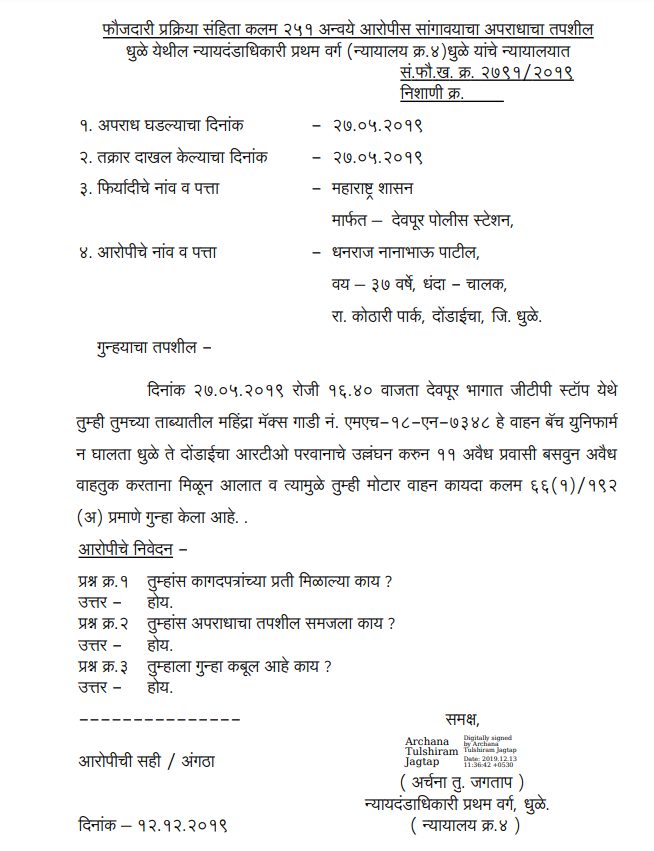 फौजदारी प्रक्रिया संहिता कलम २५१ अन्वये आरोपीस सांगावयाचा अपराधाचा तपशील
धुळे येथील न्यायदंडाधिकारी प्रथम वर्ग (न्यायालय क्र.४)धुळे यांचे न्यायालयात
सं.फौ.ख. क्र. २७९१/२०१९
निशाणी क्र.
१. अपराध घडल्याचा दिनांक – २७.०५.२०१९
२. तक्रार दाखल केल्याचा दिनांक – २७.०५.२०१९
३. फिर्यादीचे नांव व पत्ता – महाराष्ट्र शासन
मार्फत – देवपूर पोलीस स्टेशन,
४. आरोपीचे नांव व पत्ता – धनराज नानाभाऊ पाटील,
वय – ३७ वर्षे, धंदा – चालक,
रा. कोठारी पार्क, दोंडाईचा, जि. धुळे.
गुन्हयाचा तपशील –
दिनांक २७.०५.२०१९ रोजी १६.४० वाजता देवपूर भागात जीटीपी स्टॉप येथे
तुम्ही तुमच्या ताब्यातील महिंद्रा मॅक्स गाडी नं. एमएच–१८–एन–७३४८ हे वाहन बॅच युनिफार्म
न घालता धुळे ते दोंडाईचा आरटीओ परवानाचे उल्लंघन करुन ११ अवैध प्रवासी बसवुन अवैध
वाहतुक करताना मिळून आलात व त्यामुळे तुम्ही मोटार वाहन कायदा कलम ६६(१)/१९२
(अ) प्रमाणे गुन्हा केला आहे. .
आरोपीचे निवेदन –
प्रश्न क्र.१ तुम्हांस कागदपत्रांच्या प्रती मिळाल्या काय ?
उत्तर – होय.
प्रश्न क्र.२ तुम्हांस अपराधाचा तपशील समजला काय ?
उत्तर – होय.
प्रश्न क्र.३ तुम्हाला गुन्हा कबूल आहे काय ?
उत्तर – होय.
––––––––––––––– समक्ष,
Archana Tulshiram Jagtap
Digitally signed
by Archana
Tulshiram Jagtap
Date: 2019.12.13
11:36:42 +0530
आरोपीची सही / अंगठा
( अर्चना तु. जगताप )
न्यायदंडाधिकारी प्रथम वर्ग, धुळे.
दिनांक – १२.१२.२०१९ ( न्यायालय क्र.४ )